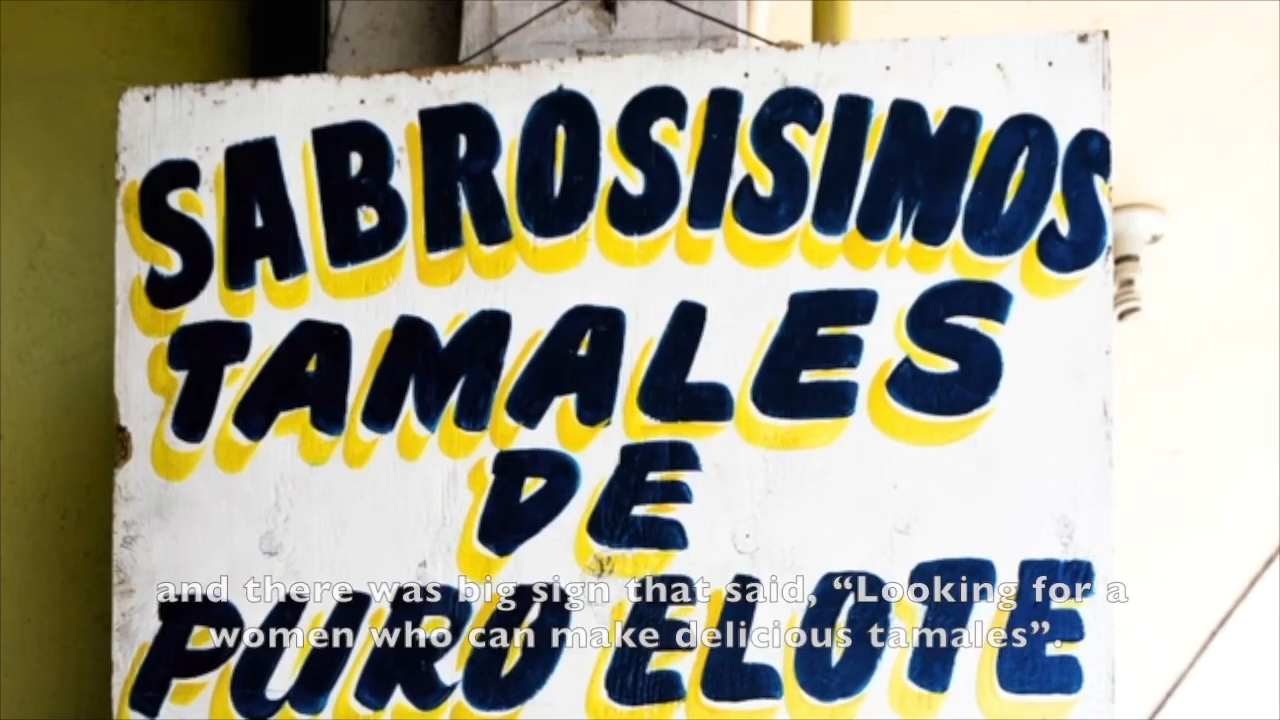 SABROSISIMOS
TAMALES
DE
PURO ELOTE
and there was big sign that said, “Looking for a
women who can make delicious tamales”.